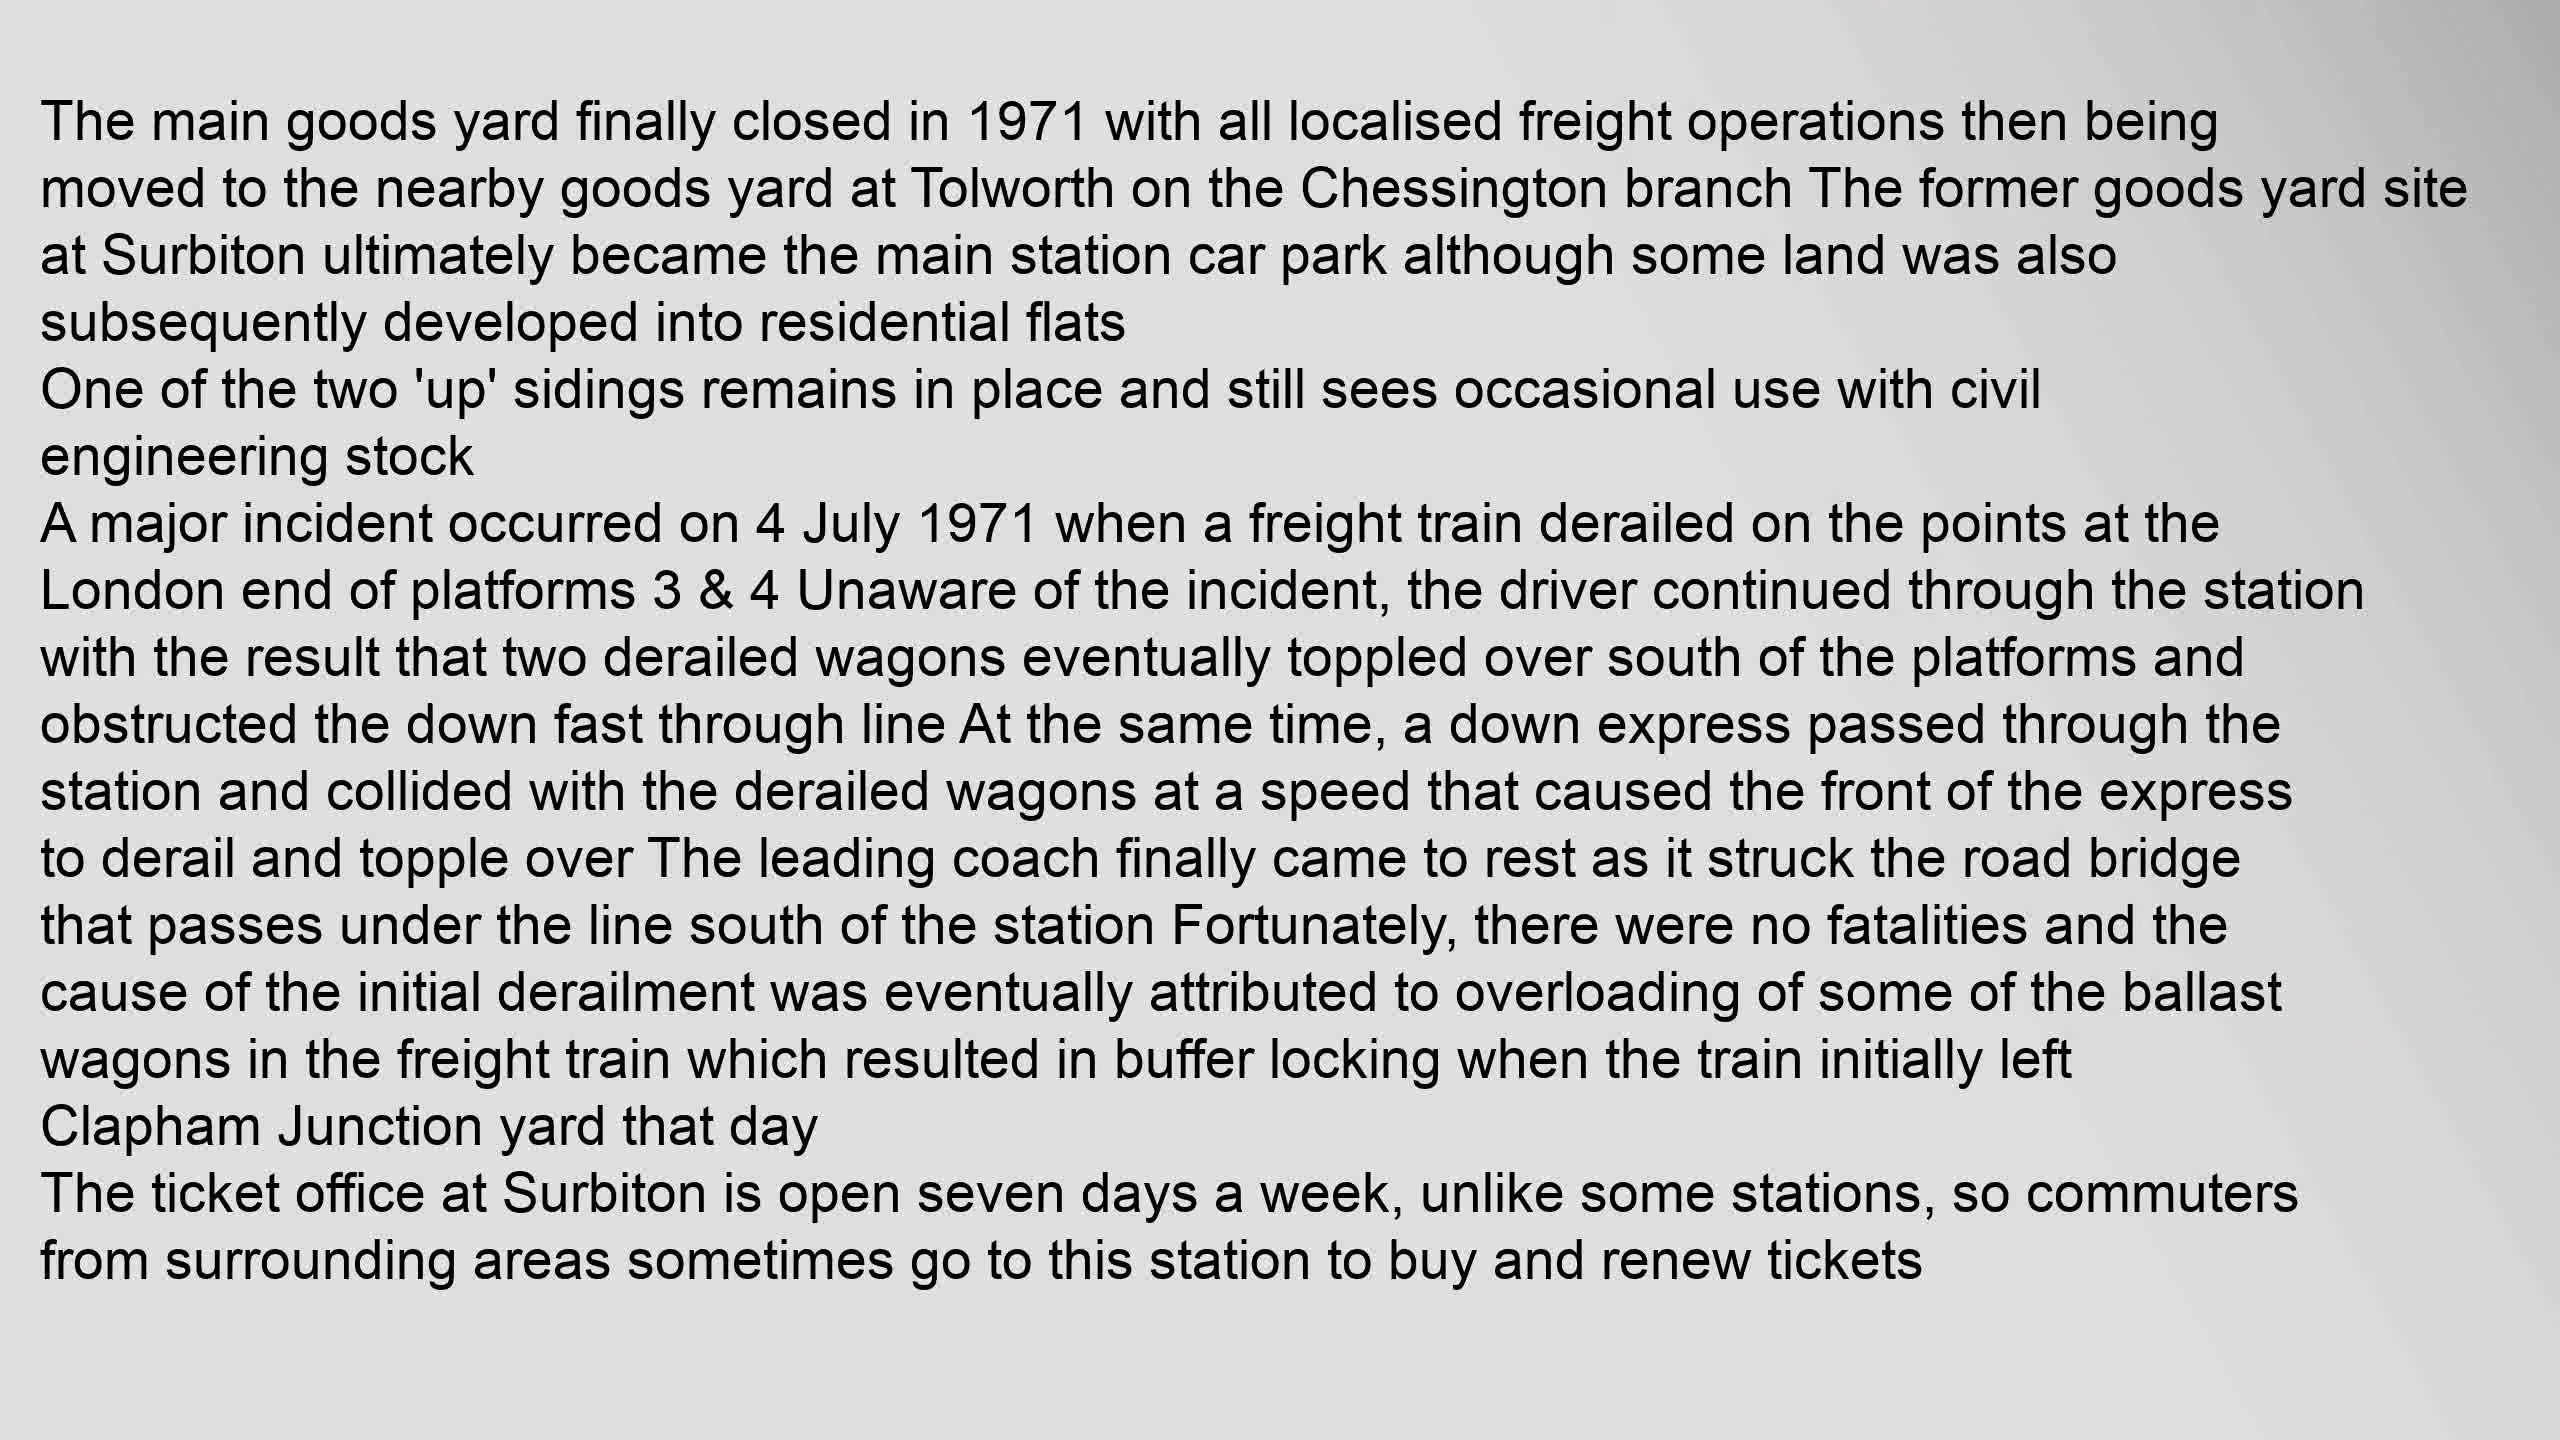 The main goods yard finally closed in 1971 with all localised freight operations then being
moved to the nearby goods yard at Tolworth on the Chessington branch The former goods yard site
at Surbiton ultimately became the main station car park although some land was also
subsequently developed into residential flats
One of the two 'up' sidings remains in place and still sees occasional use with civil
engineering stock
A major incident occurred on 4 July 1971 when a freight train derailed on the points at the
London end of platforms 3 & 4 Unaware of the incident, the driver continued through the station
with the result that two derailed wagons eventually toppled over south of the platforms and
obstructed the down fast through line At the same time, a down express passed through the
station and collided with the derailed wagons at a speed that caused the front of the express
to derail and topple over The leading coach finally came to rest as it struck the road bridge
that passes under the line south of the station Fortunately, there were no fatalities and the
cause of the initial derailment was eventually attributed to overloading of some of the ballast
wagons in the freight train which resulted in buffer locking when the train initially left
Clapham Junction yard that day
The ticket office at Surbiton is open seven days a week, unlike some stations, so commuters
from surrounding areas sometimes go to this station to buy and renew tickets